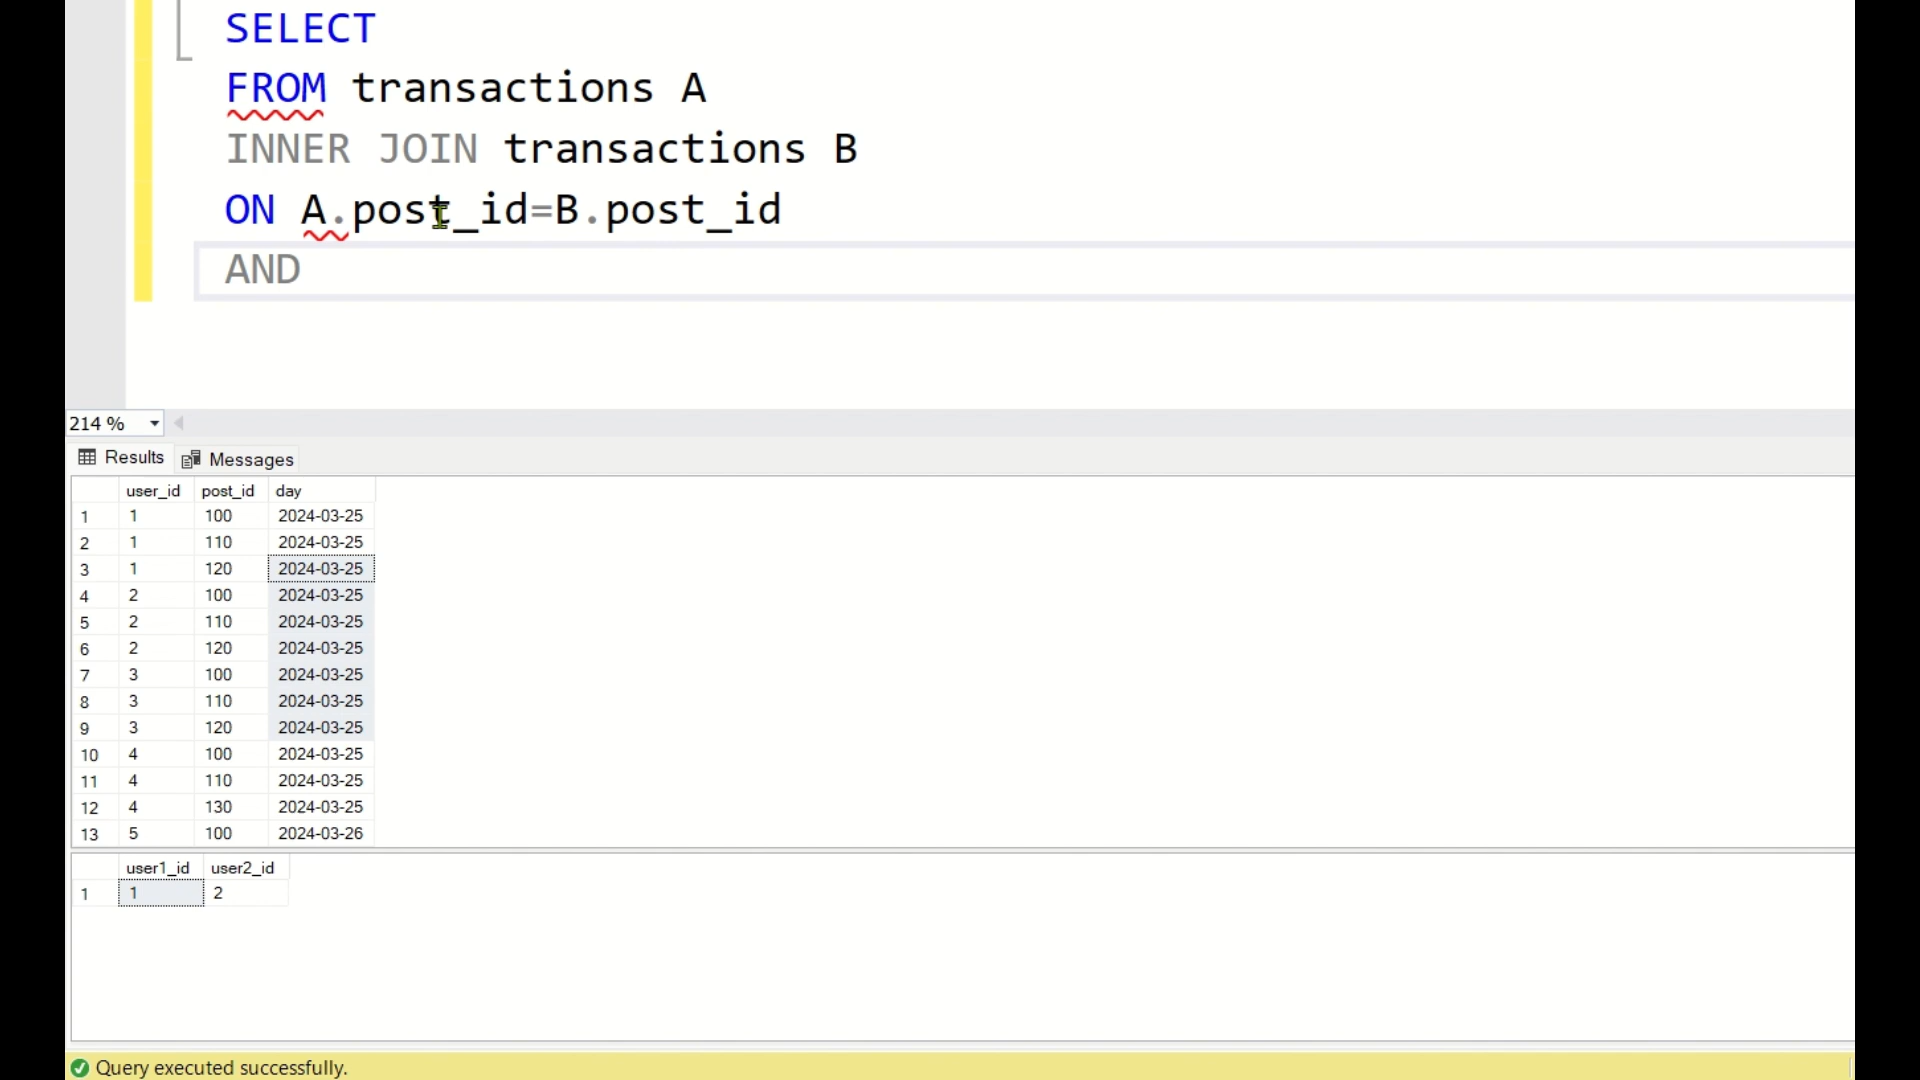 SELECT
FROM transactions A
INNER JOIN transactions B
ON A.post_id=B.post_id
AND
214 %
Results Messages
user_id post_id day
1 1 100 2024-03-25
2 1 110 2024-03-25
3 1 120 2024-03-25
4 2 100 2024-03-25
5 2 110 2024-03-25
6 2 120 2024-03-25
7 3 100 2024-03-25
8 3 110 2024-03-25
9 3 120 2024-03-25
10 4 100 2024-03-25
11 4 110 2024-03-25
12 4 130 2024-03-25
13 5 100 2024-03-26
user1_id user2_id
1 1 2
Query executed successfully.